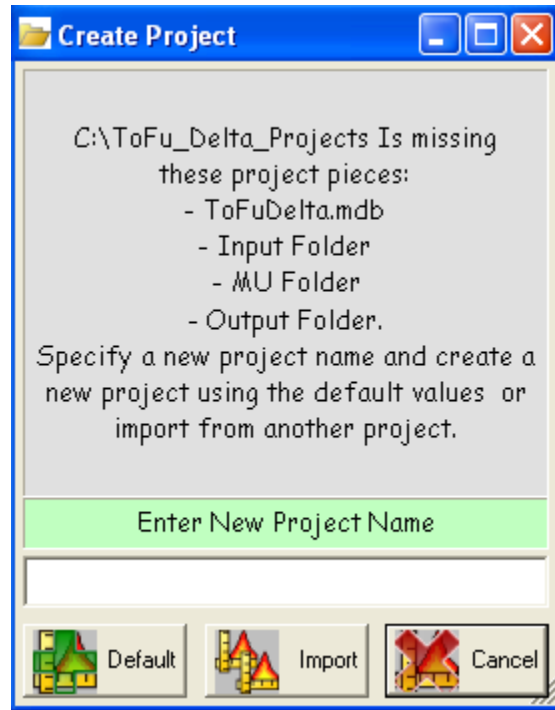 Create Project
C:\ToFu_Delta_Projects Is missing
these project pieces:
- ToFuDelta.mdb
- Input Folder
- MU Folder
- Output Folder.
Specify a new project name and create a
new project using the default values or
import from another project.
Enter New Project Name
Default Import Cancel